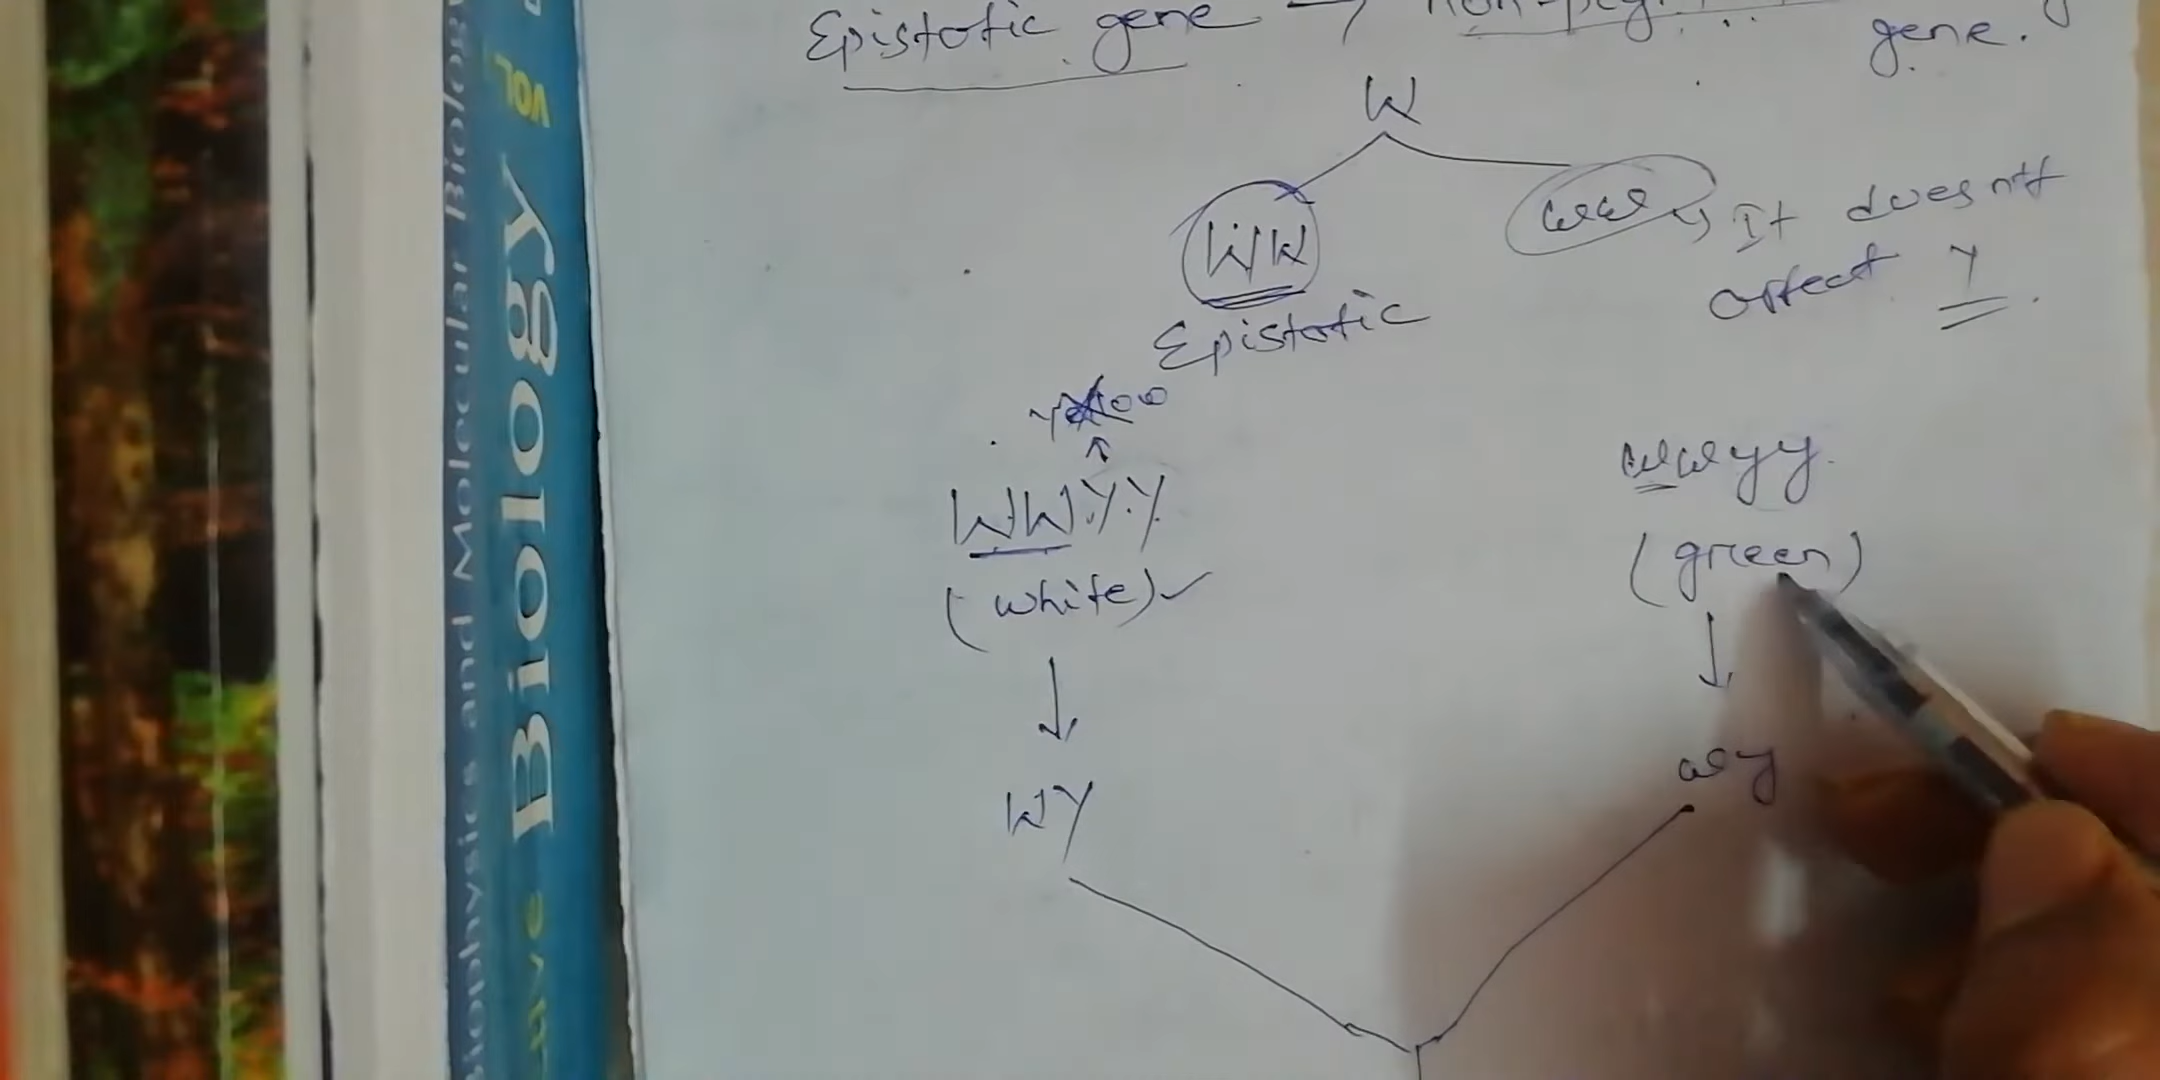 Epistatic gene →
gene.
W
WW
ww → It does n't
affect Y
Epistatic
Yellow
↑
WWYY
wwyy
(white) ✓
(green)
↓
↓
WY
wy
VOL
Biology
Biophysics and Molecular Biology